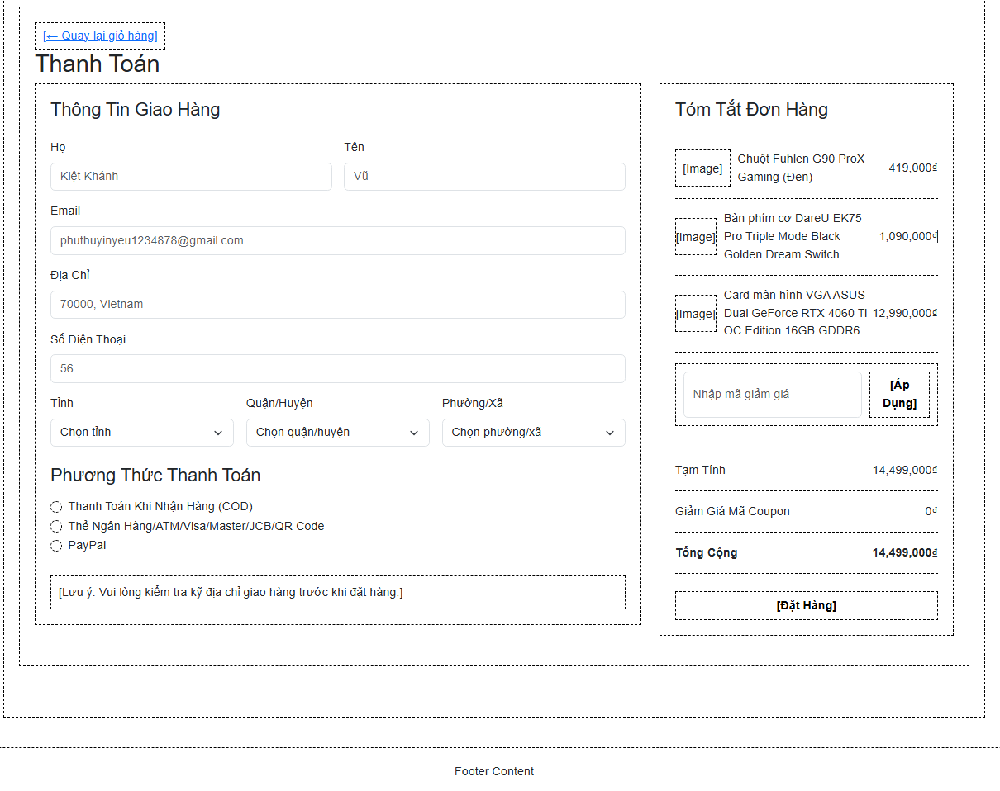 [← Quay lại giỏ hàng]
Thanh Toán
Thông Tin Giao Hàng
Họ
Tên
Kiệt Khánh
Vũ
Email
phuthuyinyeu1234878@gmail.com
Địa Chỉ
70000, Vietnam
Số Điện Thoại
56
Tỉnh
Quận/Huyện
Phường/Xã
Chọn tỉnh
Chọn quận/huyện
Chọn phường/xã
Phương Thức Thanh Toán
Thanh Toán Khi Nhận Hàng (COD)
Thẻ Ngân Hàng/ATM/Visa/Master/JCB/QR Code
PayPal
[Lưu ý: Vui lòng kiểm tra kỹ địa chỉ giao hàng trước khi đặt hàng.]
Tóm Tắt Đơn Hàng
[Image]
Chuột Fuhlen G90 ProX
Gaming (Đen)
419,000₫
[Image]
Bàn phím cơ DareU EK75
Pro Triple Mode Black
Golden Dream Switch
1,090,000₫
[Image]
Card màn hình VGA ASUS
Dual GeForce RTX 4060 Ti
OC Edition 16GB GDDR6
12,990,000₫
Nhập mã giảm giá
[Áp
Dụng]
Tạm Tính
14,499,000₫
Giảm Giá Mã Coupon
0₫
Tổng Cộng
14,499,000₫
[Đặt Hàng]
Footer Content